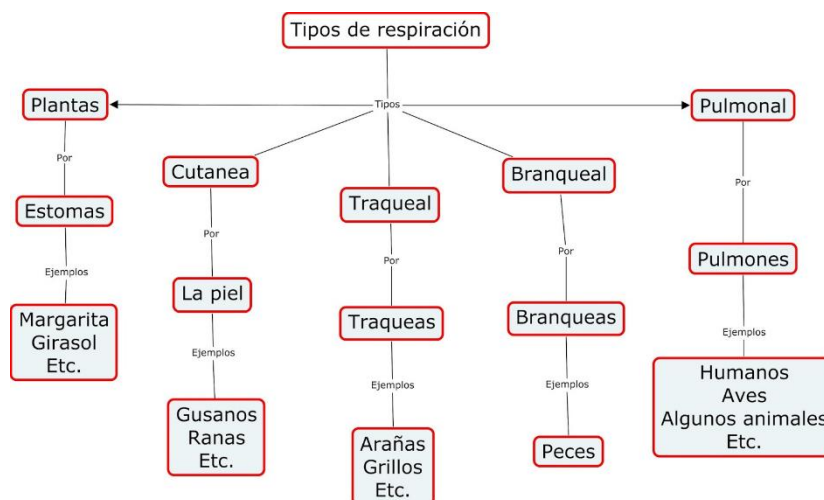 Tipos de respiración
Tipos
Plantas
Pulmonal
Por
Cutanea
Branqueal
Traqueal
Por
Estomas
Por
Por
Por
Pulmones
Ejemplos
La piel
Margarita
Girasol
Etc.
Traqueas
Branqueas
Ejemplos
Ejemplos
Ejemplos
Ejemplos
Humanos
Aves
Algunos animales
Etc.
Gusanos
Ranas
Etc.
Arañas
Grillos
Etc.
Peces